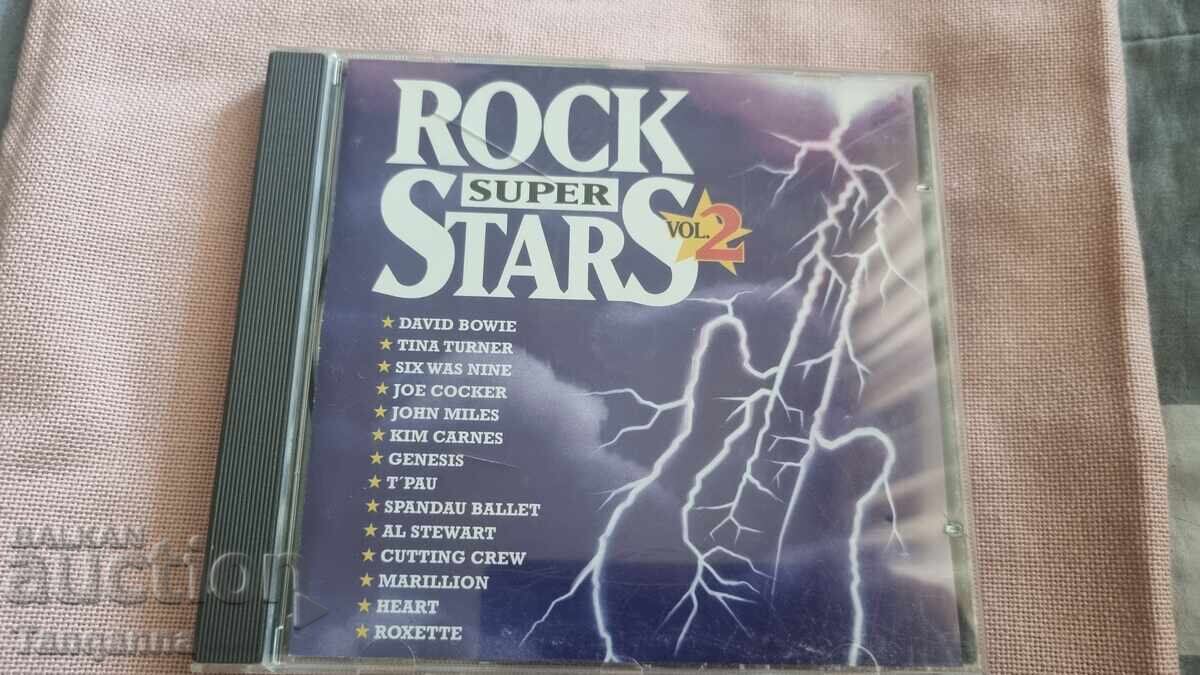 ROCK
SUPER
STARS
VOL. 2
★ DAVID BOWIE
★ TINA TURNER
★ SIX WAS NINE
★ JOE COCKER
★ JOHN MILES
★ KIM CARNES
★ GENESIS
★ T´PAU
★ SPANDAU BALLET
★ AL STEWART
★ CUTTING CREW
★ MARILLION
★ HEART
★ ROXETTE
BALKAN
auction
Tanganna